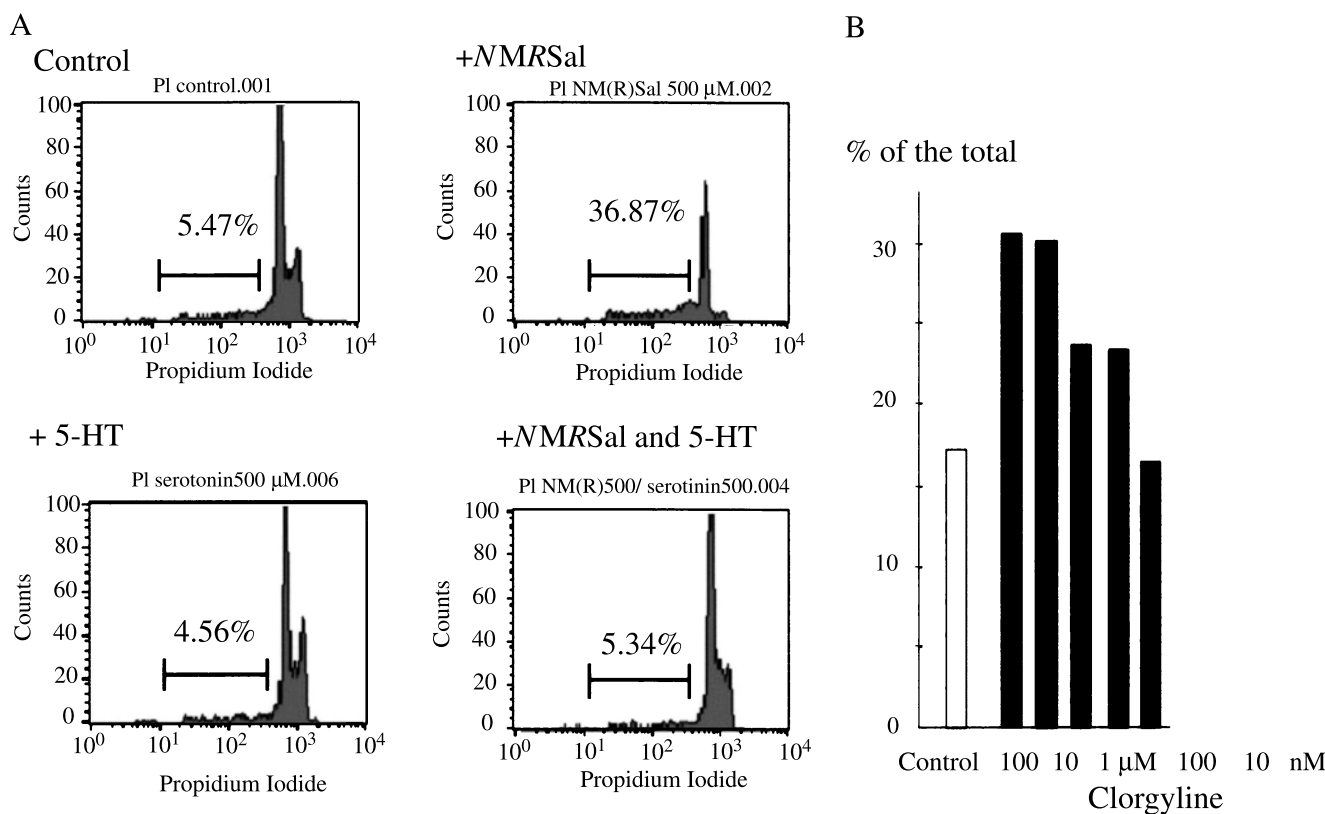 A
B
Control
+NMRSal
Pl control.001
Pl NM(R)Sal 500 μM.002
100
80
60
40
20
0
Counts
5.47%
10^0 10^1 10^2 10^3 10^4
Propidium Iodide
100
80
60
40
20
0
Counts
36.87%
10^0 10^1 10^2 10^3 10^4
Propidium Iodide
+ 5-HT
+NMRSal and 5-HT
Pl serotonin500 μM.006
Pl NM(R)500/ serotinin500.004
100
80
60
40
20
0
Counts
4.56%
10^0 10^1 10^2 10^3 10^4
Propidium Iodide
100
80
60
40
20
0
Counts
5.34%
10^0 10^1 10^2 10^3 10^4
Propidium Iodide
% of the total
30
20
10
0
Control 100 10 1 μM 100 10 nM
Clorgyline